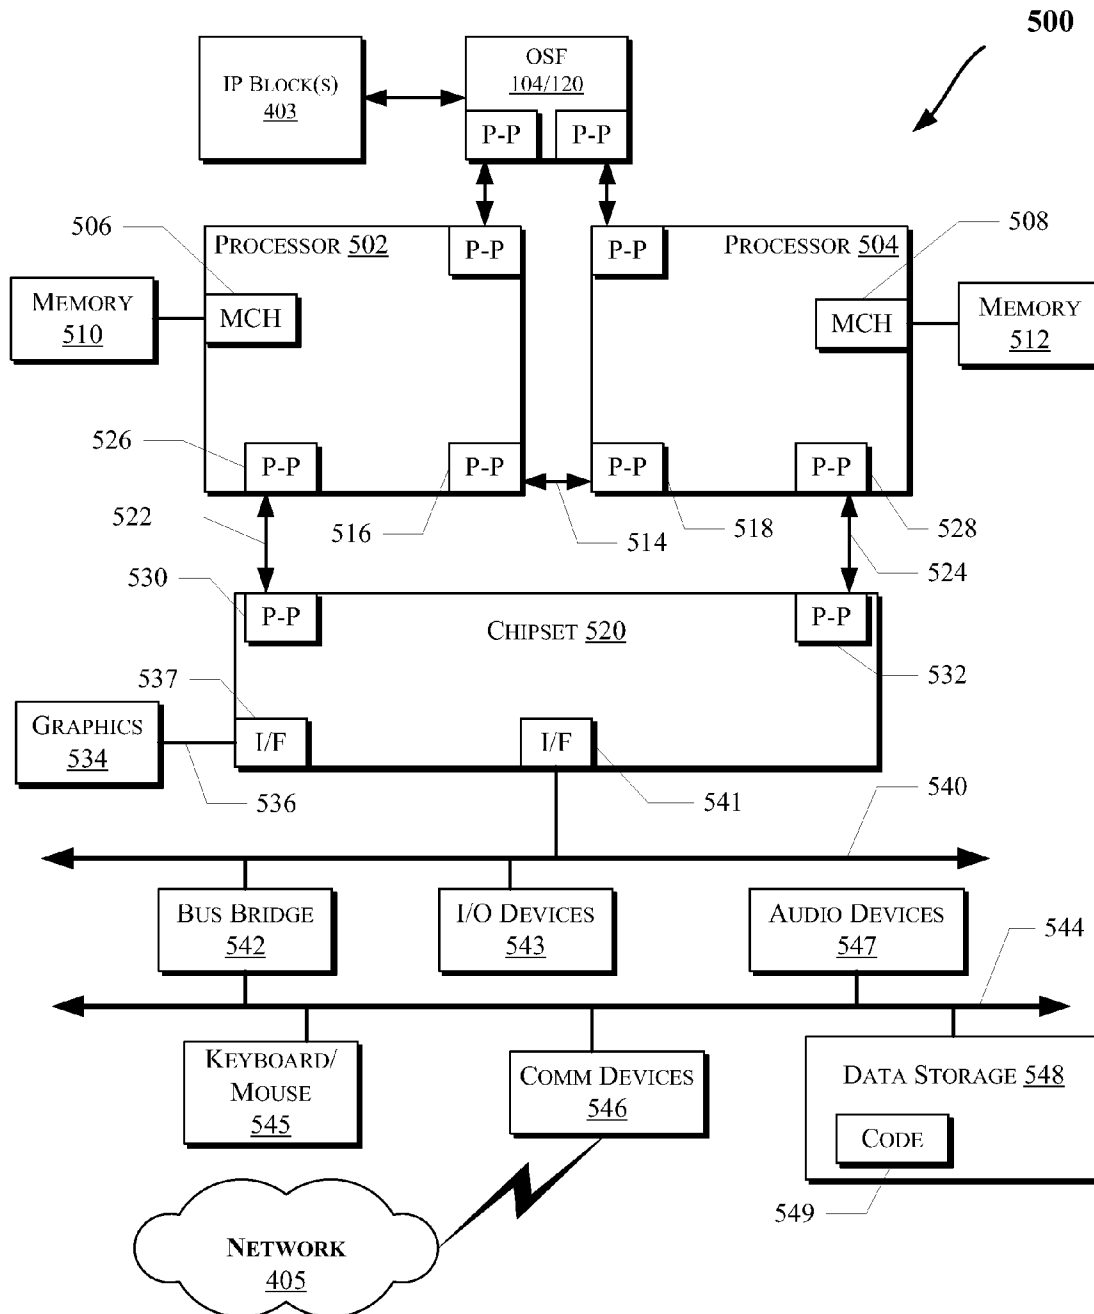 500
IP BLOCK(S)
403
OSF
104/120
P-P
P-P
506
PROCESSOR 502
P-P
P-P
PROCESSOR 504
508
MEMORY
510
MCH
MCH
MEMORY
512
526
P-P
P-P
P-P
P-P
522
516
514
518
528
524
530
P-P
CHIPSET 520
P-P
532
537
GRAPHICS
534
I/F
I/F
536
541
540
BUS BRIDGE
542
I/O DEVICES
543
AUDIO DEVICES
547
544
KEYBOARD/
MOUSE
545
COMM DEVICES
546
DATA STORAGE 548
CODE
549
NETWORK
405